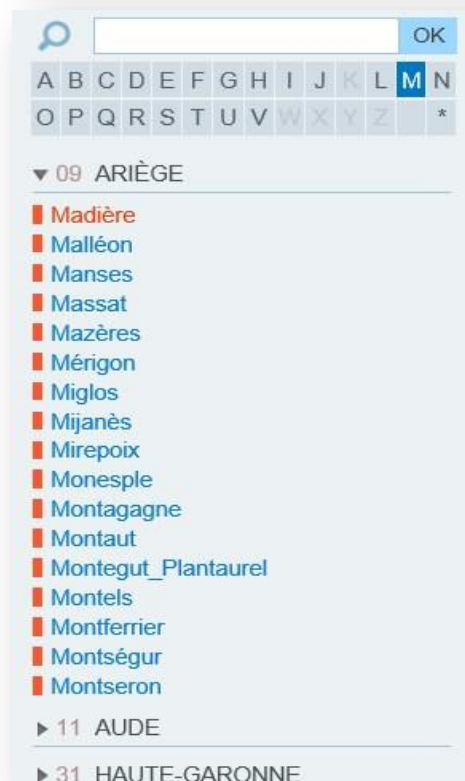 OK
A B C D E F G H I J K L M N
O P Q R S T U V W X Y Z *
09 ARIÈGE
Madière
Malléon
Manses
Massat
Mazères
Mérigon
Miglos
Mijanès
Mirepoix
Monesple
Montagagne
Montaut
Montegut_Plantaurel
Montels
Montferrier
Montségur
Montseron
11 AUDE
31 HAUTE-GARONNE